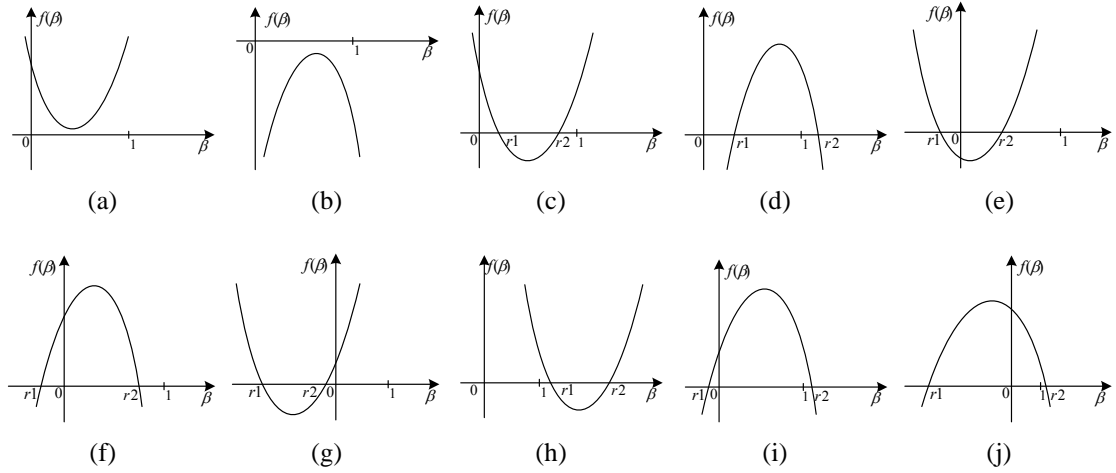 f(β) 0 1 β
f(β) 0 1 β
f(β) 0 r1 r2 1 β
f(β) 0 r1 1 r2 β
f(β) r1 0 r2 1 β
(a) (b) (c) (d) (e)
f(β) r1 0 r2 1 β
f(β) r1 r2 0 1 β
f(β) 0 1 r1 r2 β
f(β) r1 0 1 r2 β
f(β) r1 0 1 r2 β
(f) (g) (h) (i) (j)